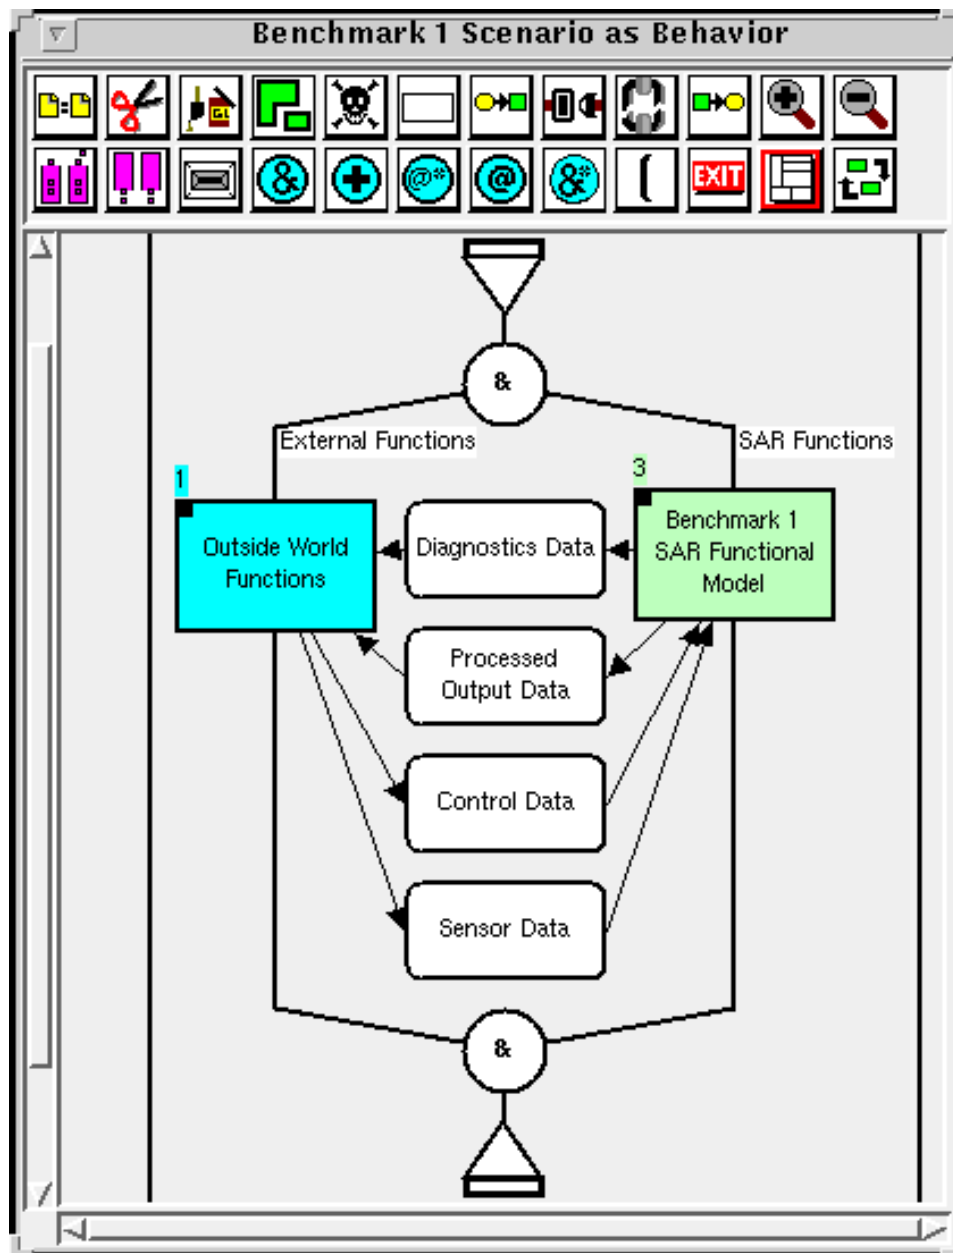 Benchmark 1 Scenario as Behavior
GL
&
+
@*
@
&*
(
EXIT
&
External Functions
SAR Functions
1
3
Outside World
Functions
Diagnostics Data
Benchmark 1
SAR Functional
Model
Processed
Output Data
Control Data
Sensor Data
&